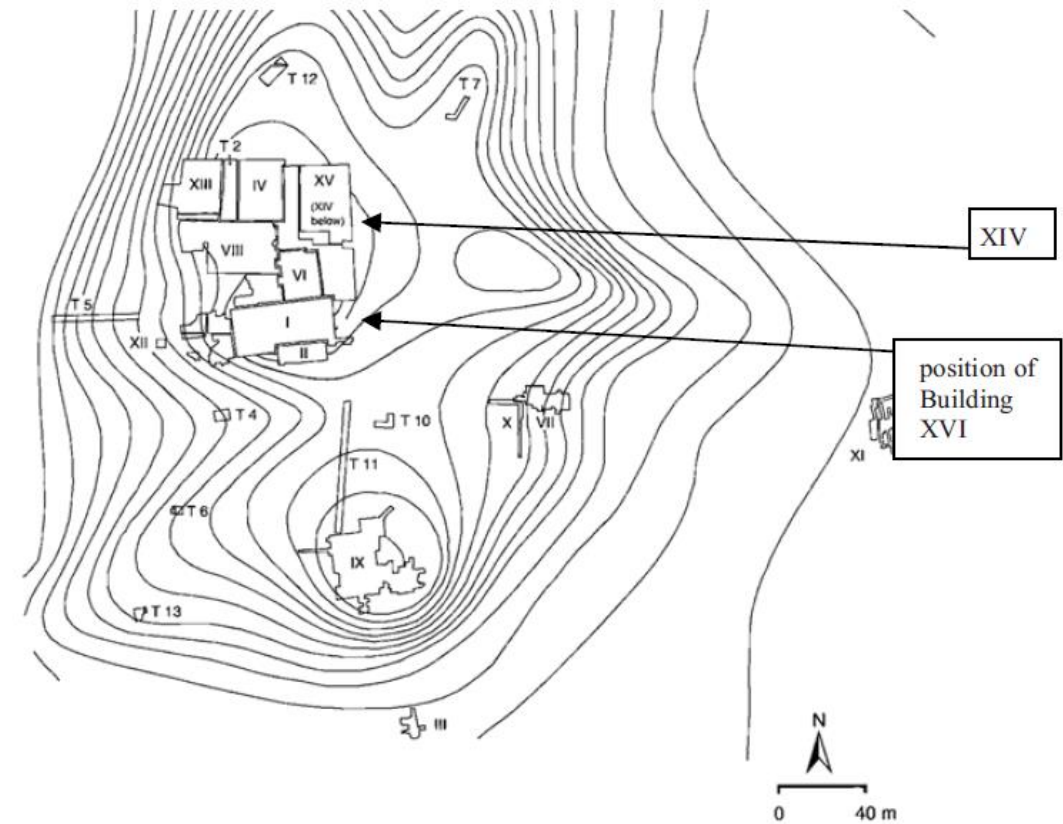 T 12
T 7
T 2
XIII
IV
XV
(XIV
below)
XIV
VIII
VI
T 5
I
XII
II
position of
Building
XVI
T 4
T 10
X
VII
XI
T 11
T 6
IX
T 13
III
N
0 40 m